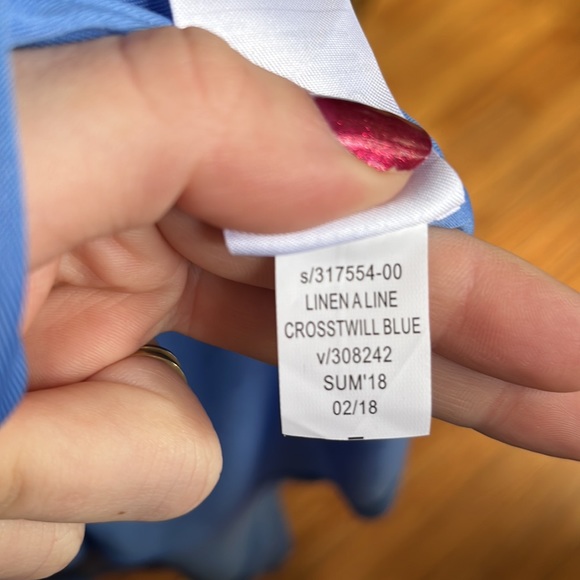 s/317554-00
LINEN A LINE
CROSSTWILL BLUE
v/308242
SUM'18
02/18